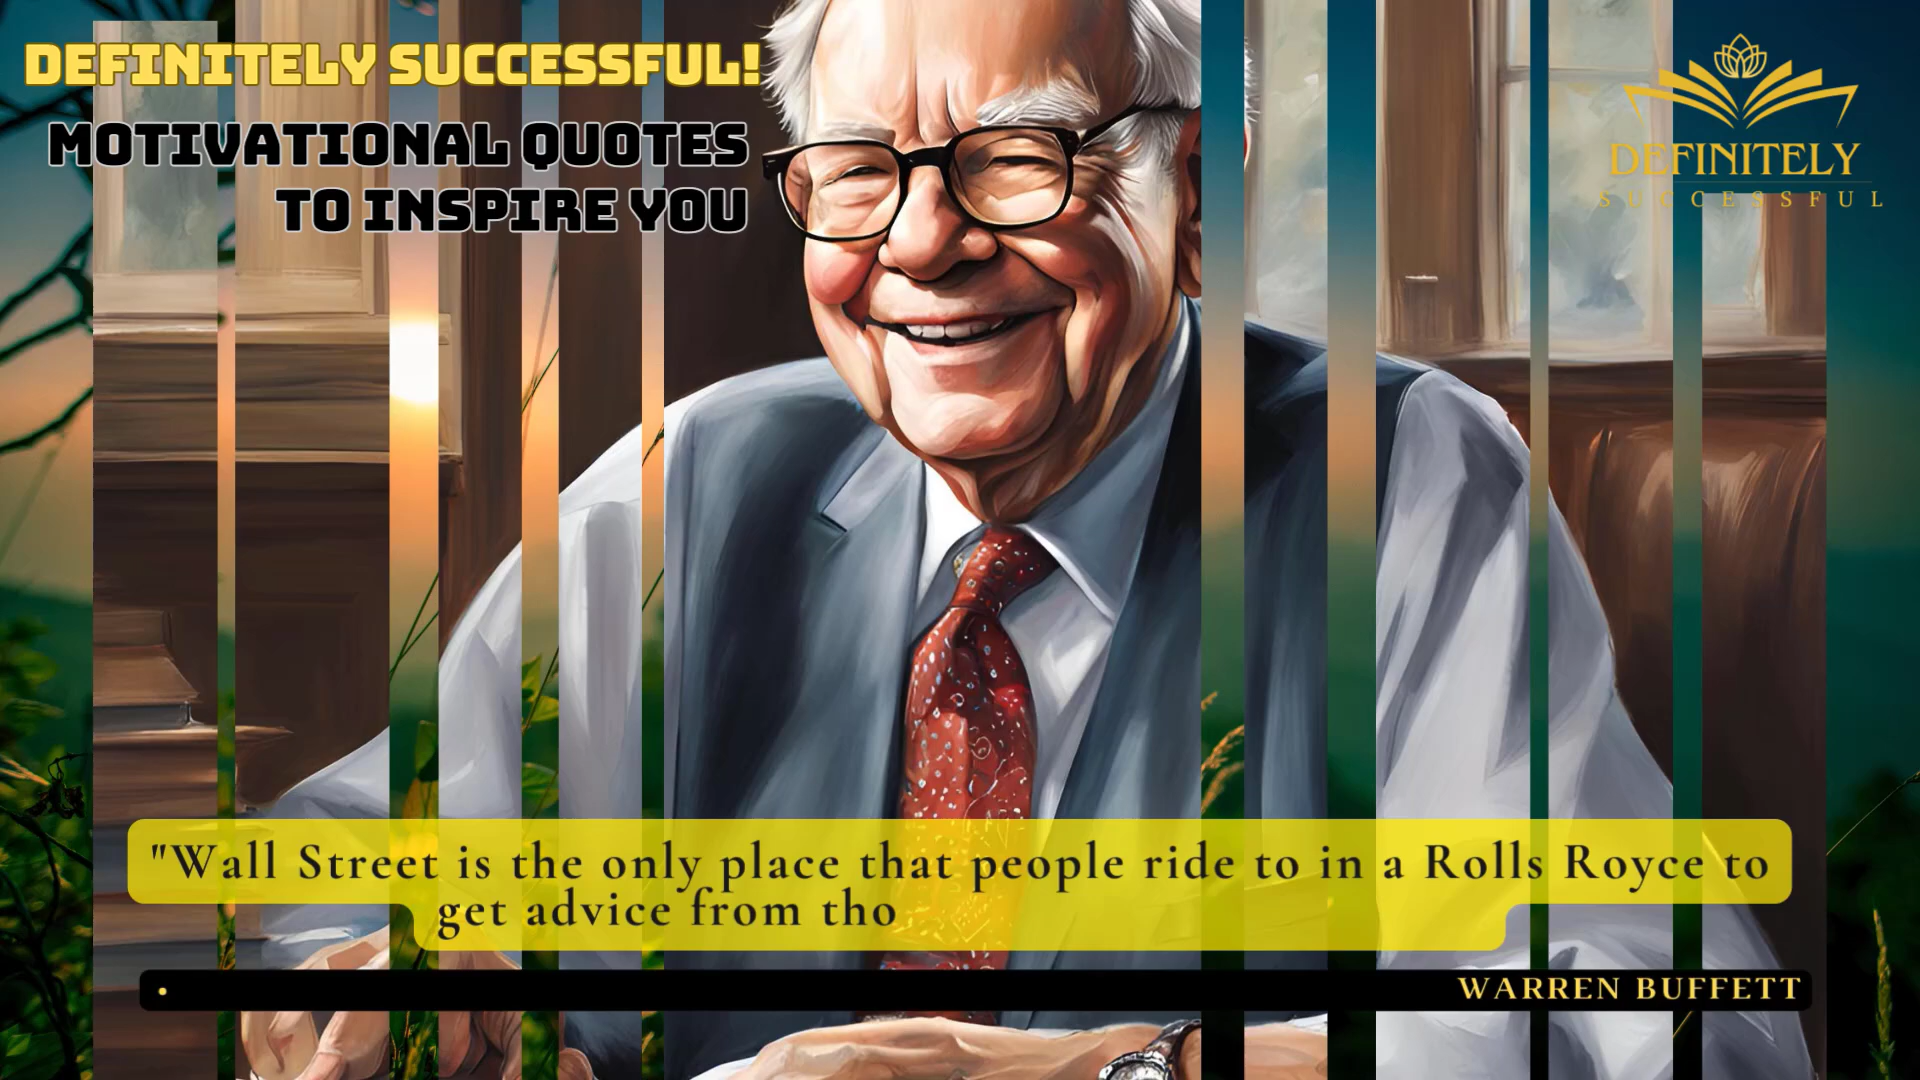 DEFINITELY SUCCESSFUL!
MOTIVATIONAL QUOTES
TO INSPIRE YOU
DEFINITELY
SUCCESSFUL
"Wall Street is the only place that people ride to in a Rolls Royce to
get advice from tho
WARREN BUFFETT